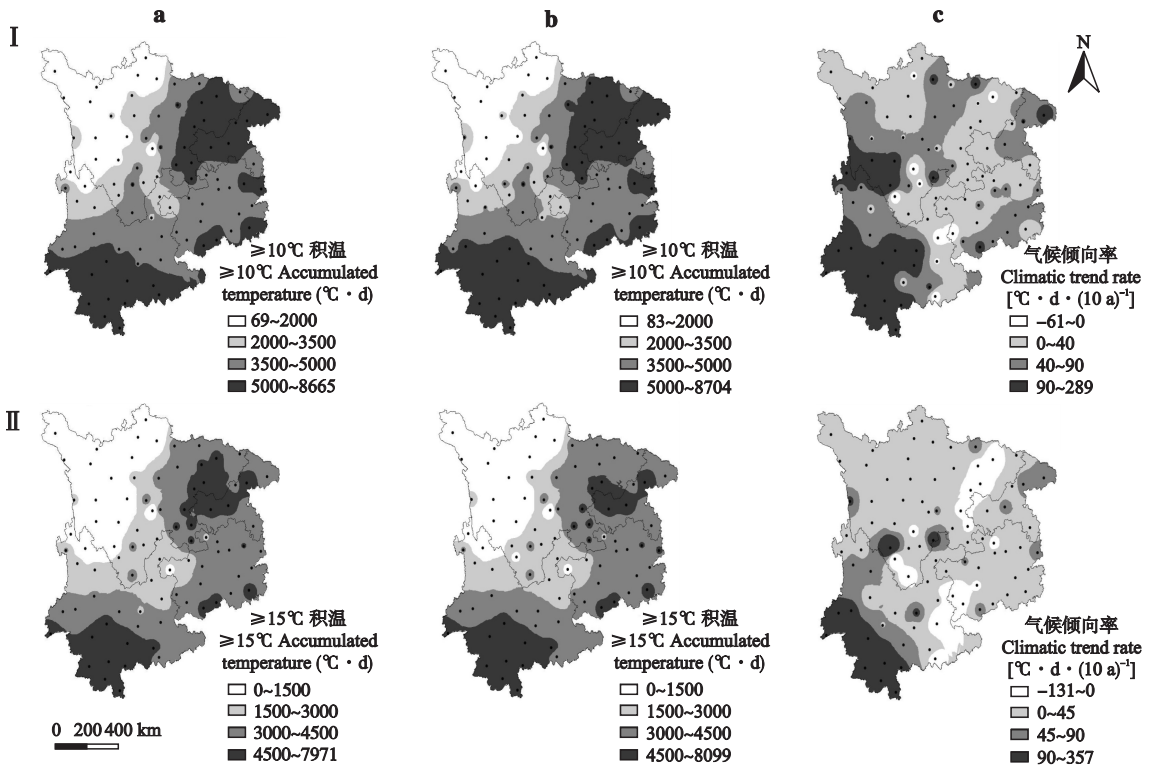 a
b
c
N
I
≥10℃ 积温
≥10℃ Accumulated
temperature (℃·d)
69~2000
2000~3500
3500~5000
5000~8665
≥10℃ 积温
≥10℃ Accumulated
temperature (℃·d)
83~2000
2000~3500
3500~5000
5000~8704
气候倾向率
Climatic trend rate
[℃·d·(10 a)⁻¹]
−61~0
0~40
40~90
90~289
II
≥15℃ 积温
≥15℃ Accumulated
temperature (℃·d)
0~1500
1500~3000
3000~4500
4500~7971
≥15℃ 积温
≥15℃ Accumulated
temperature (℃·d)
0~1500
1500~3000
3000~4500
4500~8099
气候倾向率
Climatic trend rate
[℃·d·(10 a)⁻¹]
−131~0
0~45
45~90
90~357
0 200 400 km